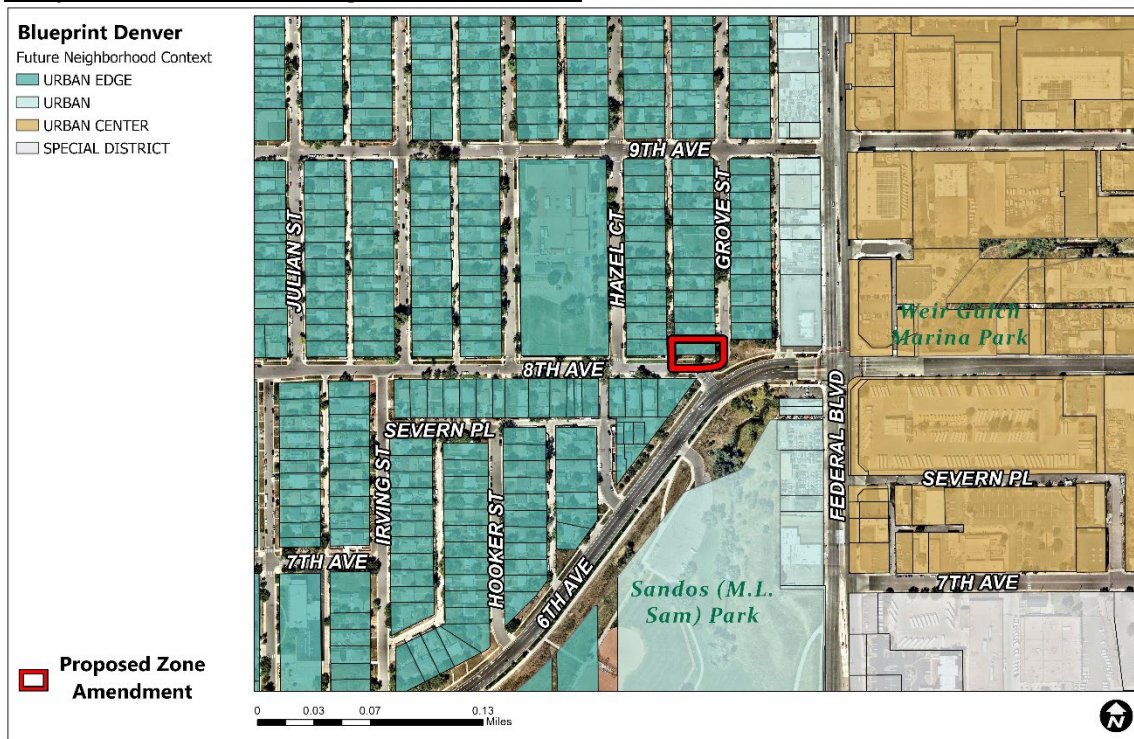 Blueprint Denver
Future Neighborhood Context
URBAN EDGE
URBAN
URBAN CENTER
SPECIAL DISTRICT
9TH AVE
JULIAN ST
HAZEL CT
GROVE ST
Weir Gulch
Marina Park
8TH AVE
FEDERAL BLVD
SEVERN PL
IRVING ST
HOOKER ST
SEVERN PL
7TH AVE
6TH AVE
7TH AVE
Sandos (M.L.
Sam) Park
Proposed Zone
Amendment
0 0.03 0.07 0.13
Miles
N